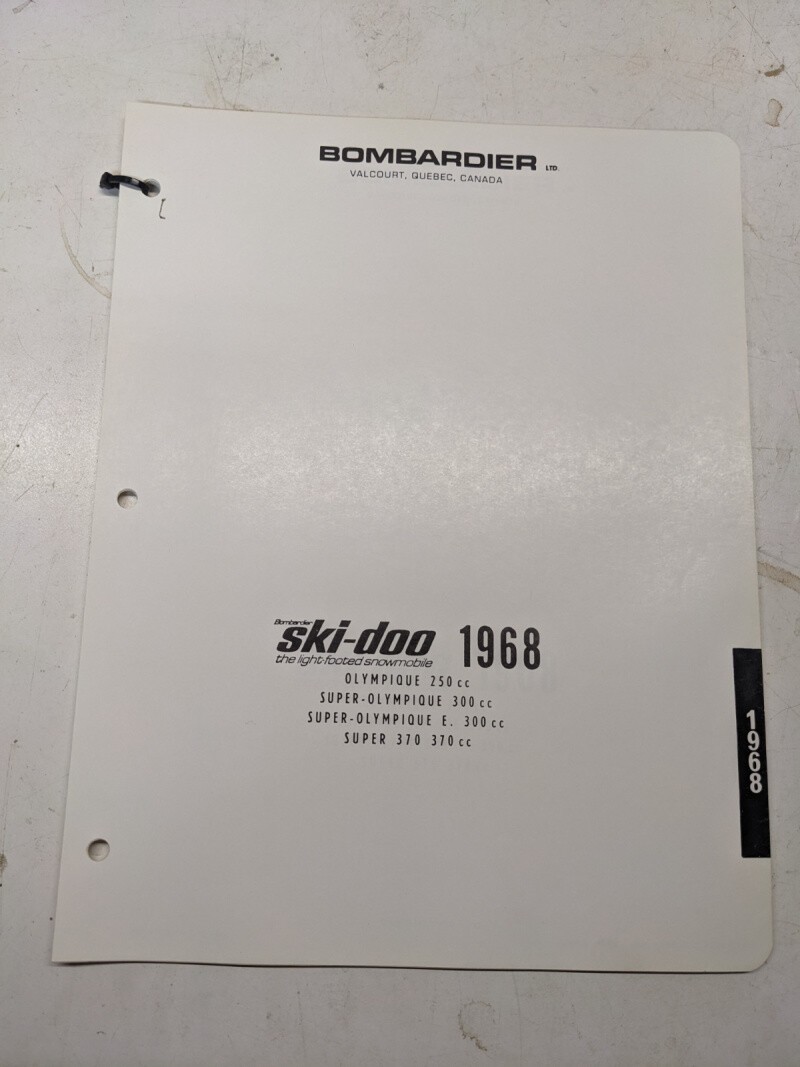 BOMBARDIER LTD.
VALCOURT, QUEBEC, CANADA
Bombardier
ski-doo 1968
the light-footed snowmobile
OLYMPIQUE 250 cc
SUPER-OLYMPIQUE 300 cc
SUPER-OLYMPIQUE E. 300 cc
SUPER 370 370 cc
1968